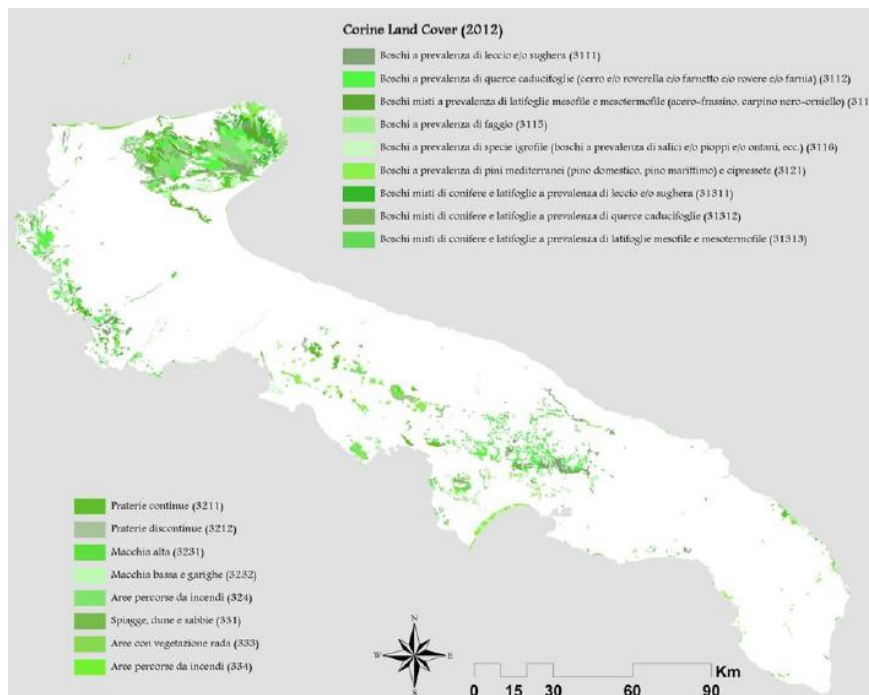 Corine Land Cover (2012)
Boschi a prevalenza di leccio e/o sughera (3111)
Boschi a prevalenza di querce caducifoglie (cerro e/o roverella e/o farnetto e/o rovere e/o farnia) (3112)
Boschi misti a prevalenza di latifoglie mesofile e mesotermofile (acero-frassino, carpino nero-orniello) (311
Boschi a prevalenza di faggio (3115)
Boschi a prevalenza di specie igrofile (boschi a prevalenza di salici e/o pioppi e/o ontani, ecc.) (3116)
Boschi a prevalenza di pini mediterranei (pino domestico, pino marittimo) e cipressete (3121)
Boschi misti di conifere e latifoglie a prevalenza di leccio e/o sughera (31311)
Boschi misti di conifere e latifoglie a prevalenza di querce caducifoglie (31312)
Boschi misti di conifere e latifoglie a prevalenza di latifoglie mesofile e mesotermofile (31313)
Praterie continue (3211)
Praterie discontinue (3212)
Macchia alta (3231)
Macchia bassa e garighe (3232)
Aree percorse da incendi (324)
Spiagge, dune e sabbie (331)
Aree con vegetazione rada (333)
Aree percorse da incendi (334)
N
W E
S
Km
0 15 30 60 90